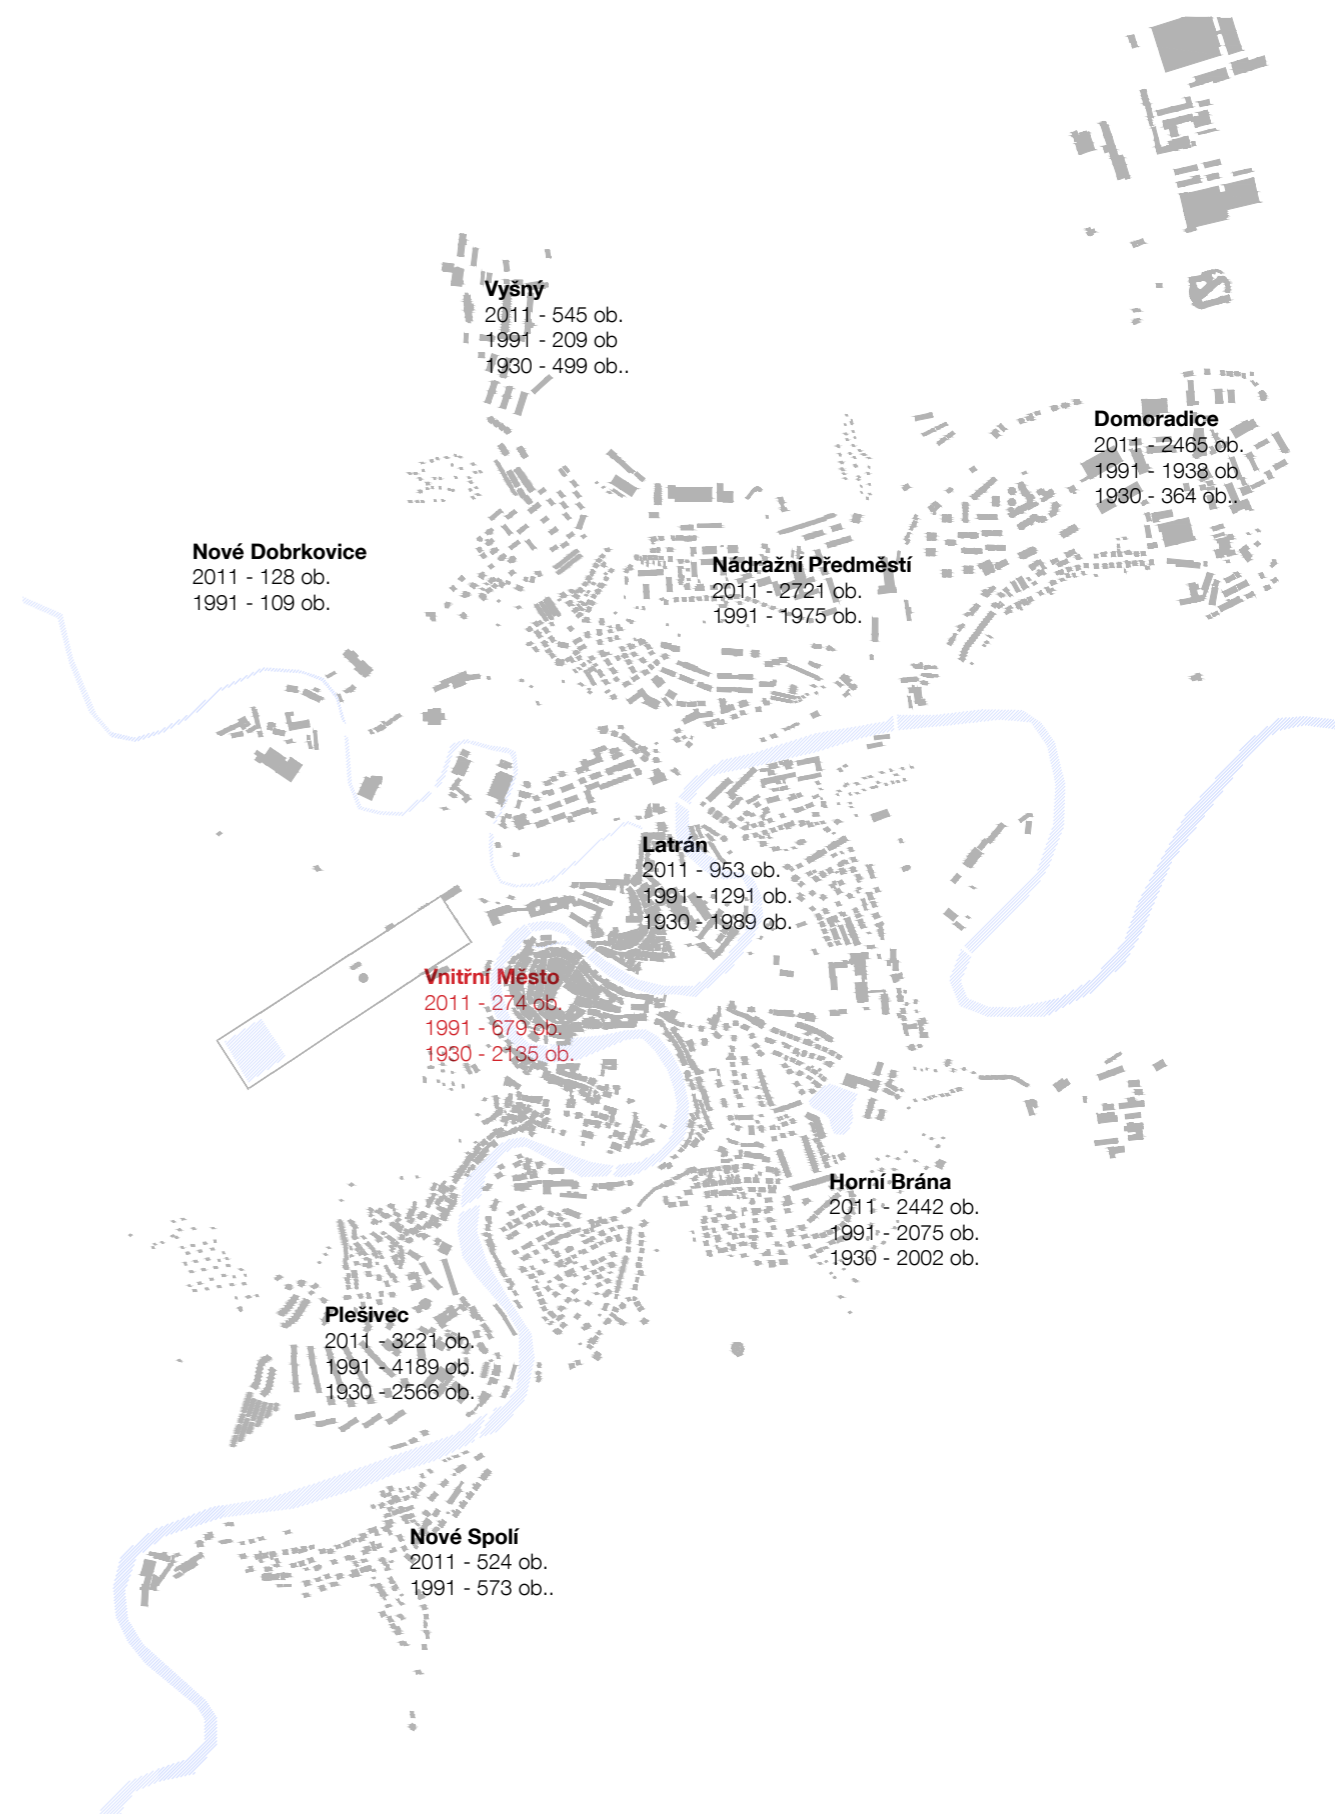 Vyšný
2011 - 545 ob.
1991 - 209 ob
1930 - 499 ob..
Domoradice
2011 - 2465 ob.
1991 - 1938 ob
1930 - 364 ob..
Nové Dobrkovice
2011 - 128 ob.
1991 - 109 ob.
Nádražní Předměstí
2011 - 2721 ob.
1991 - 1975 ob.
Latrán
2011 - 953 ob.
1991 - 1291 ob.
1930 - 1989 ob.
Vnitřní Město
2011 - 274 ob.
1991 - 679 ob.
1930 - 2135 ob.
Horní Brána
2011 - 2442 ob.
1991 - 2075 ob.
1930 - 2002 ob.
Plešivec
2011 - 3221 ob.
1991 - 4189 ob.
1930 - 2566 ob.
Nové Spolí
2011 - 524 ob.
1991 - 573 ob..